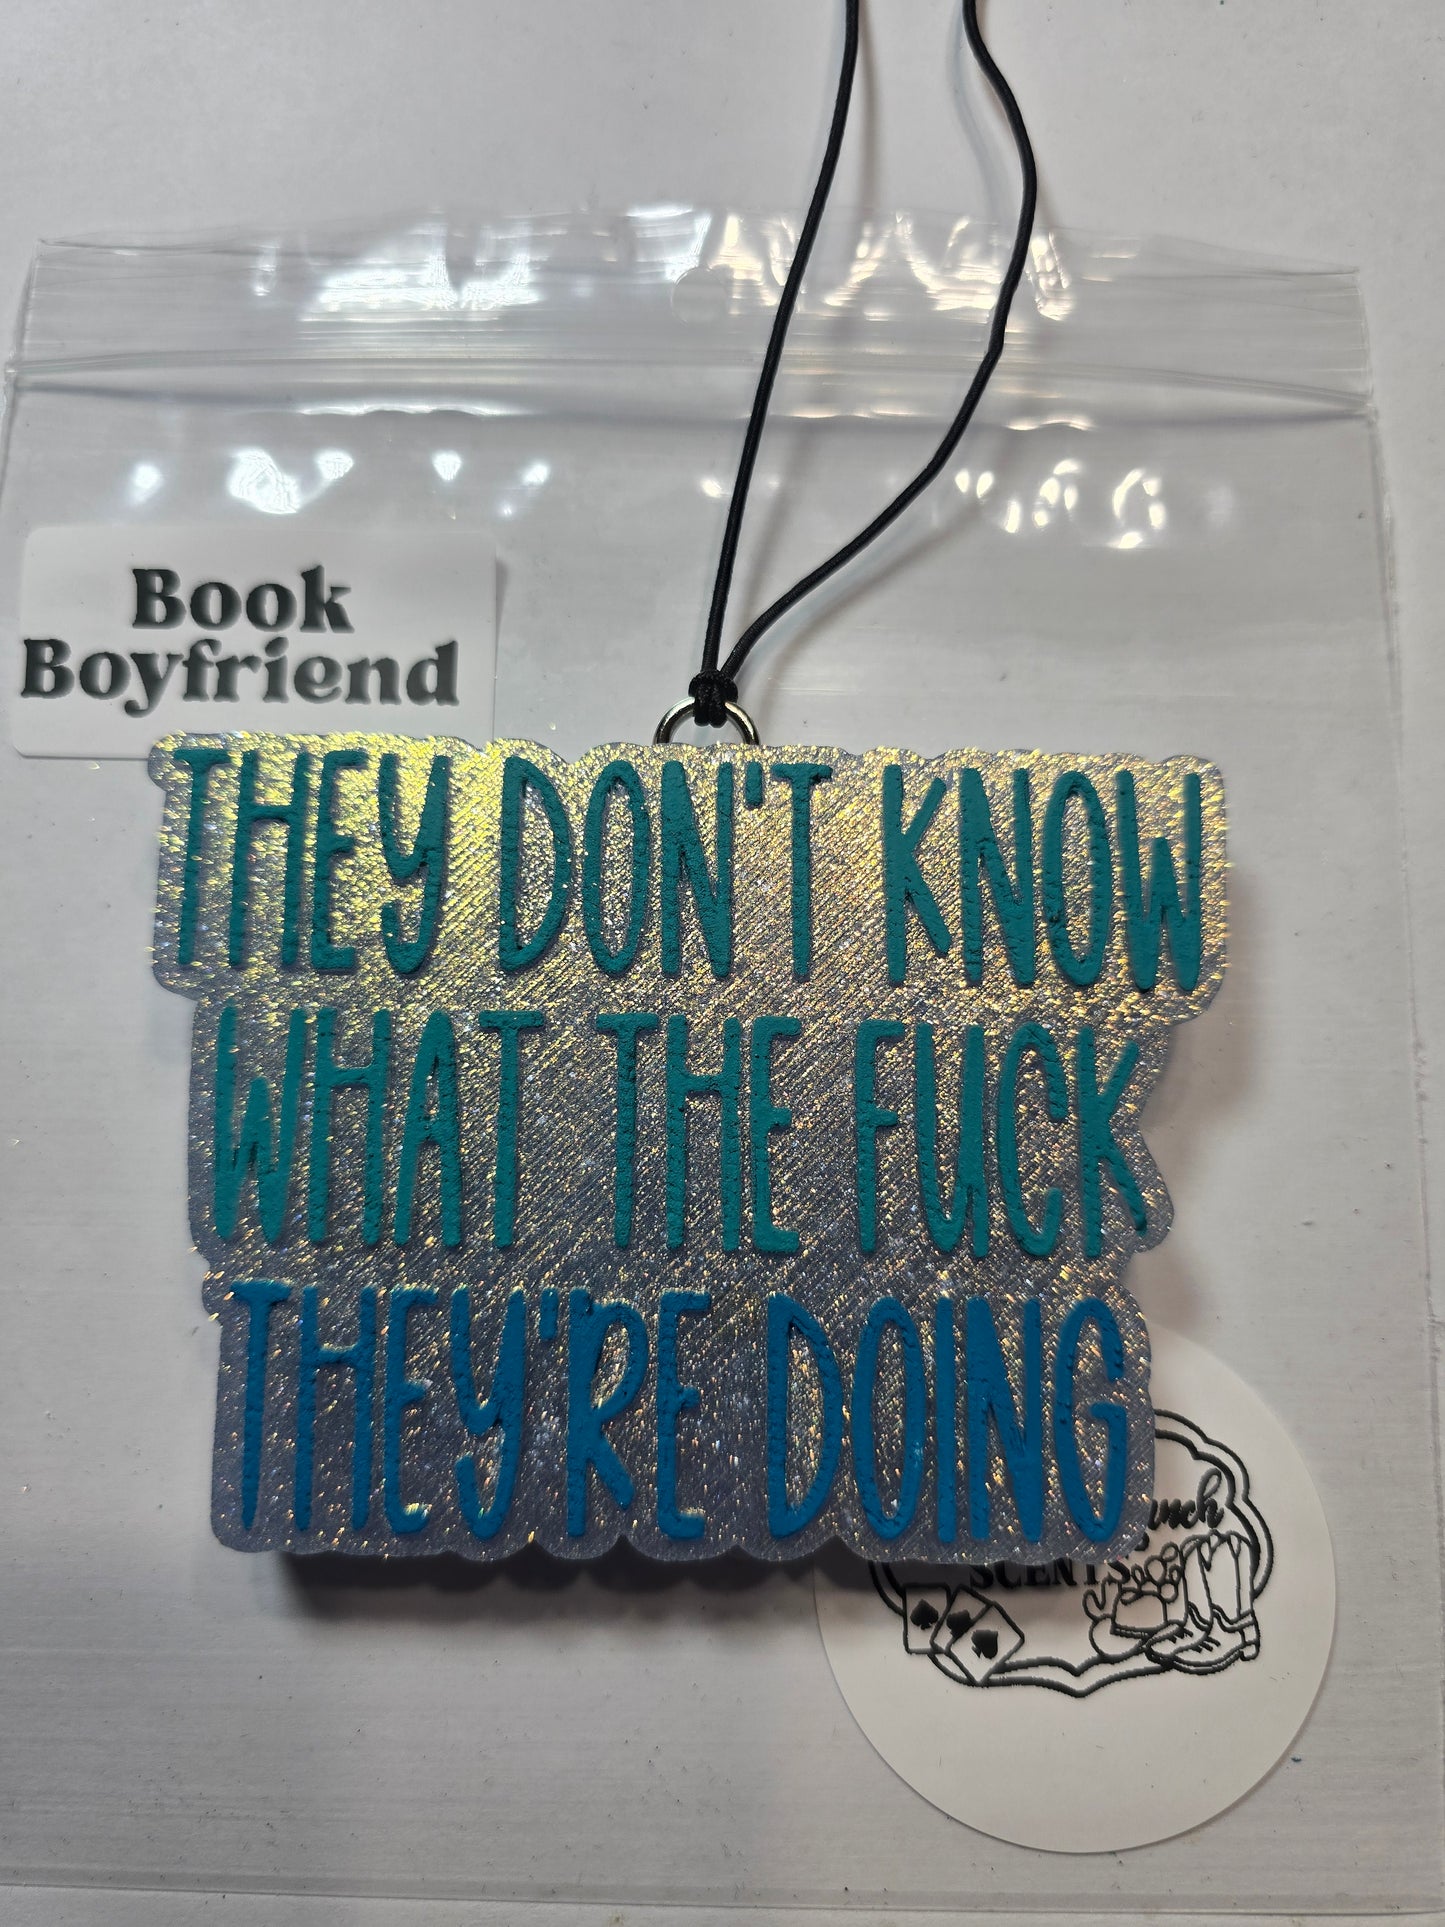 Book
Boyfriend
THEY DON'T KNOW
WHAT THE FUCK
THEY'RE DOING
SCENTS